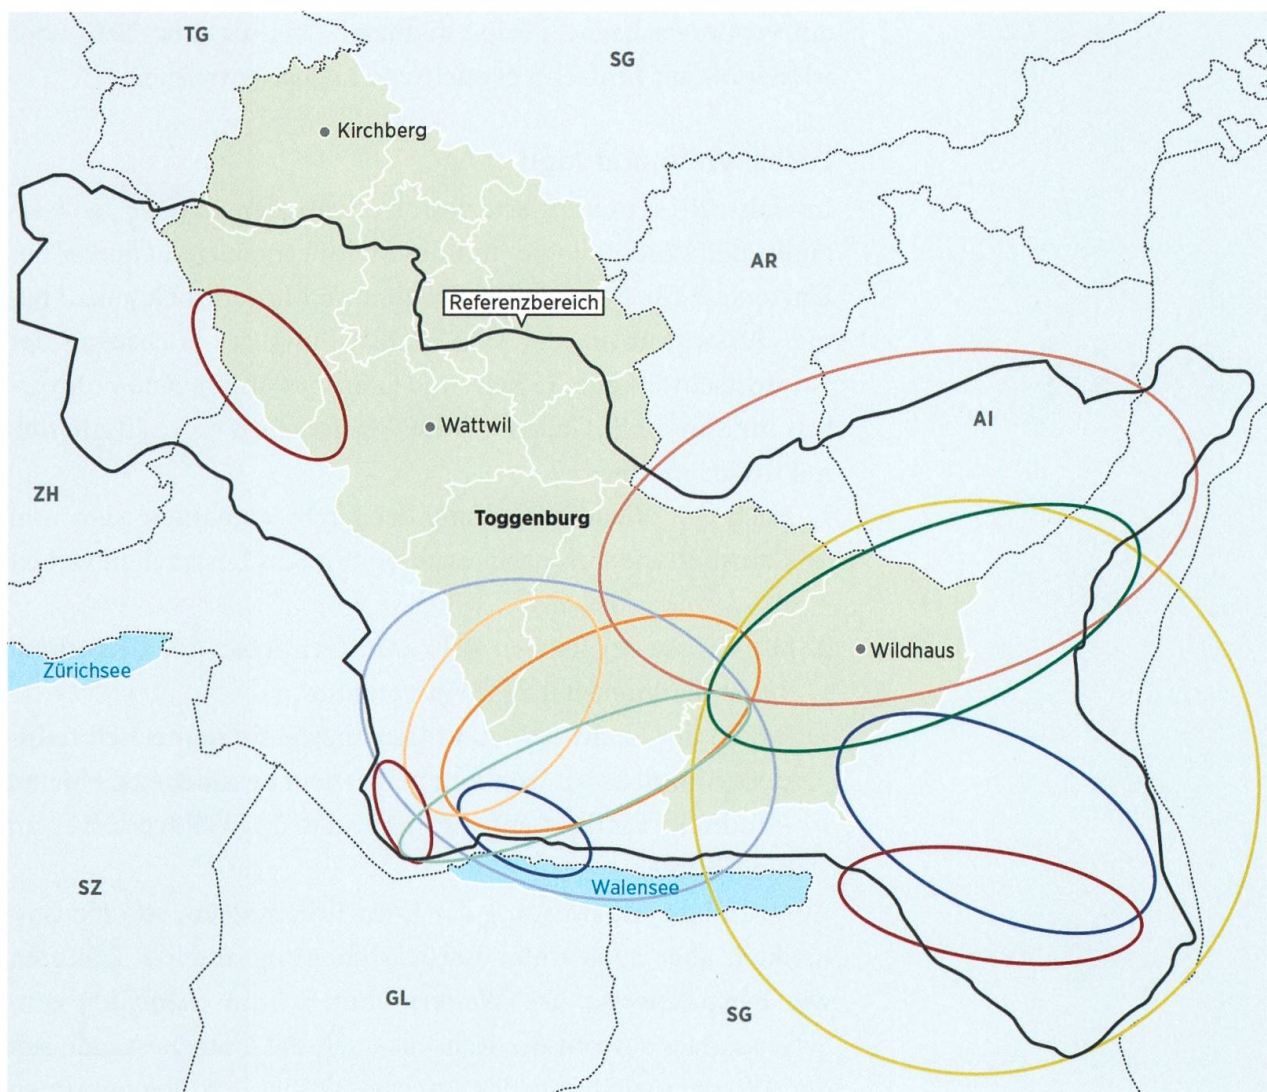 TG
SG
Kirchberg
AR
Referenzbereich
AI
Wattwil
ZH
Toggenburg
Wildhaus
Zürichsee
Walensee
SZ
GL
SG